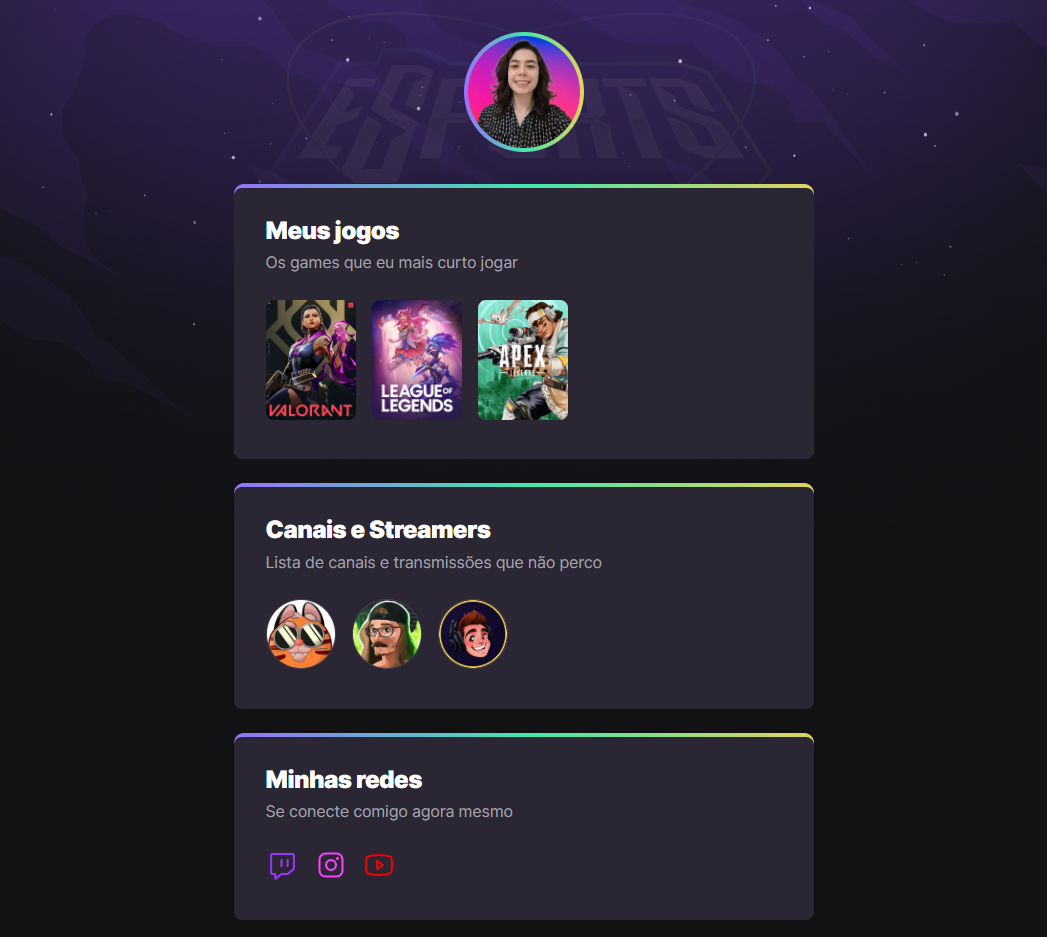 ESPORTS
Meus jogos
Os games que eu mais curto jogar
VALORANT
LEAGUE OF
LEGENDS
APEX
LEGENDS
Canais e Streamers
Lista de canais e transmissões que não perco
Minhas redes
Se conecte comigo agora mesmo